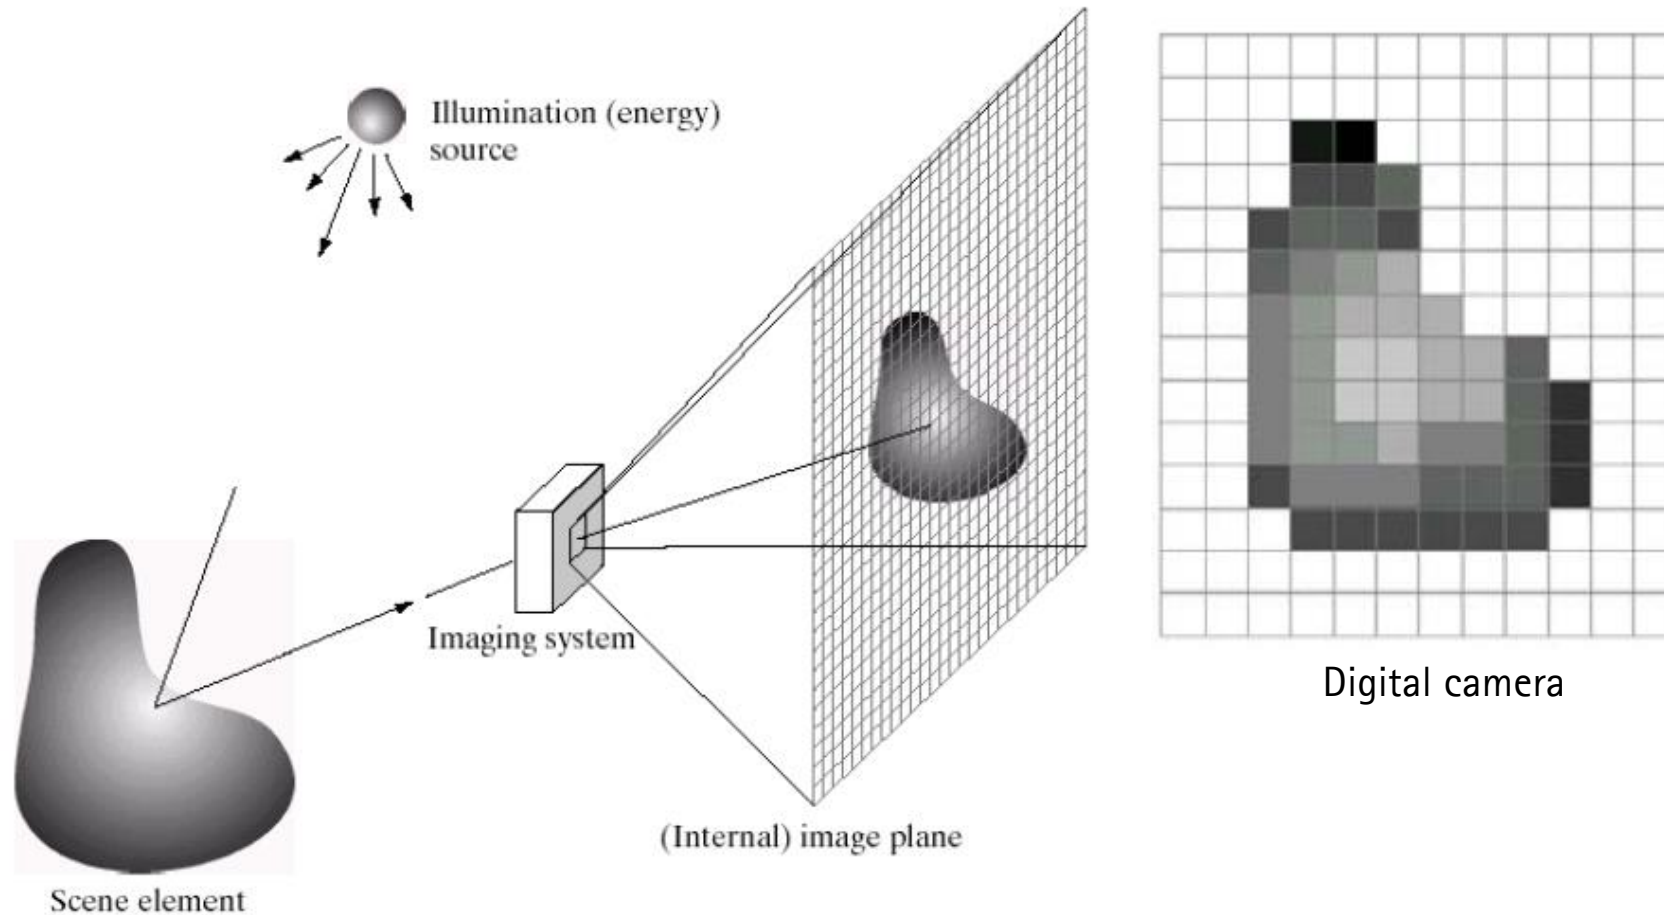 Illumination (energy)
source
Imaging system
Digital camera
(Internal) image plane
Scene element